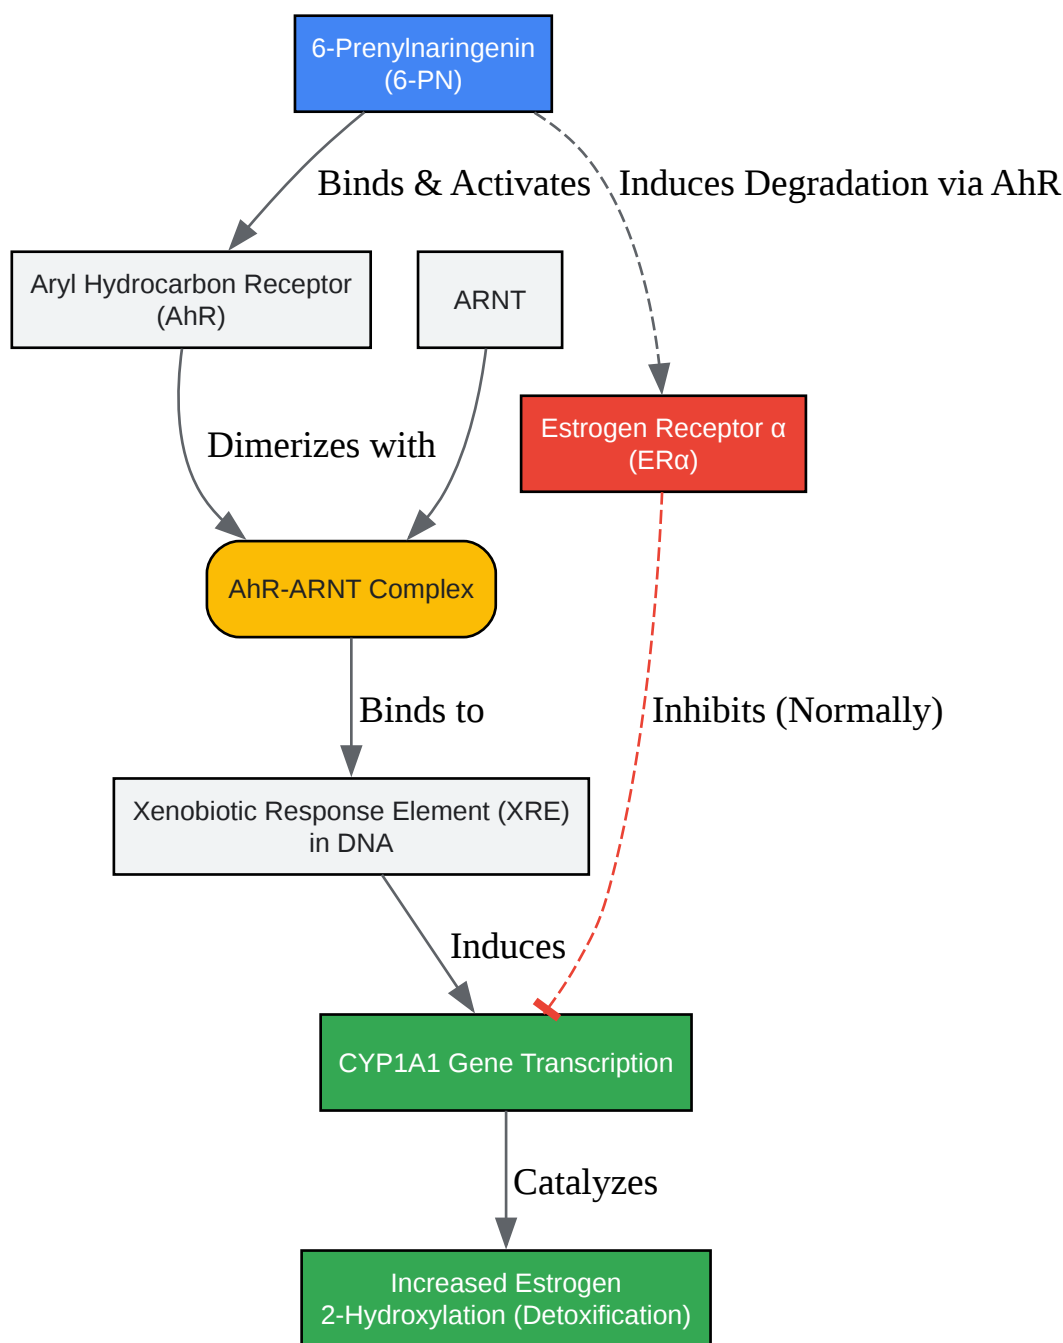 6-Prenylnaringenin
(6-PN)
Binds & Activates
Induces Degradation via AhR
Aryl Hydrocarbon Receptor
(AhR)
ARNT
Estrogen Receptor α
(ERα)
Dimerizes with
AhR-ARNT Complex
Binds to
Inhibits (Normally)
Xenobiotic Response Element (XRE)
in DNA
Induces
CYP1A1 Gene Transcription
Catalyzes
Increased Estrogen
2-Hydroxylation (Detoxification)